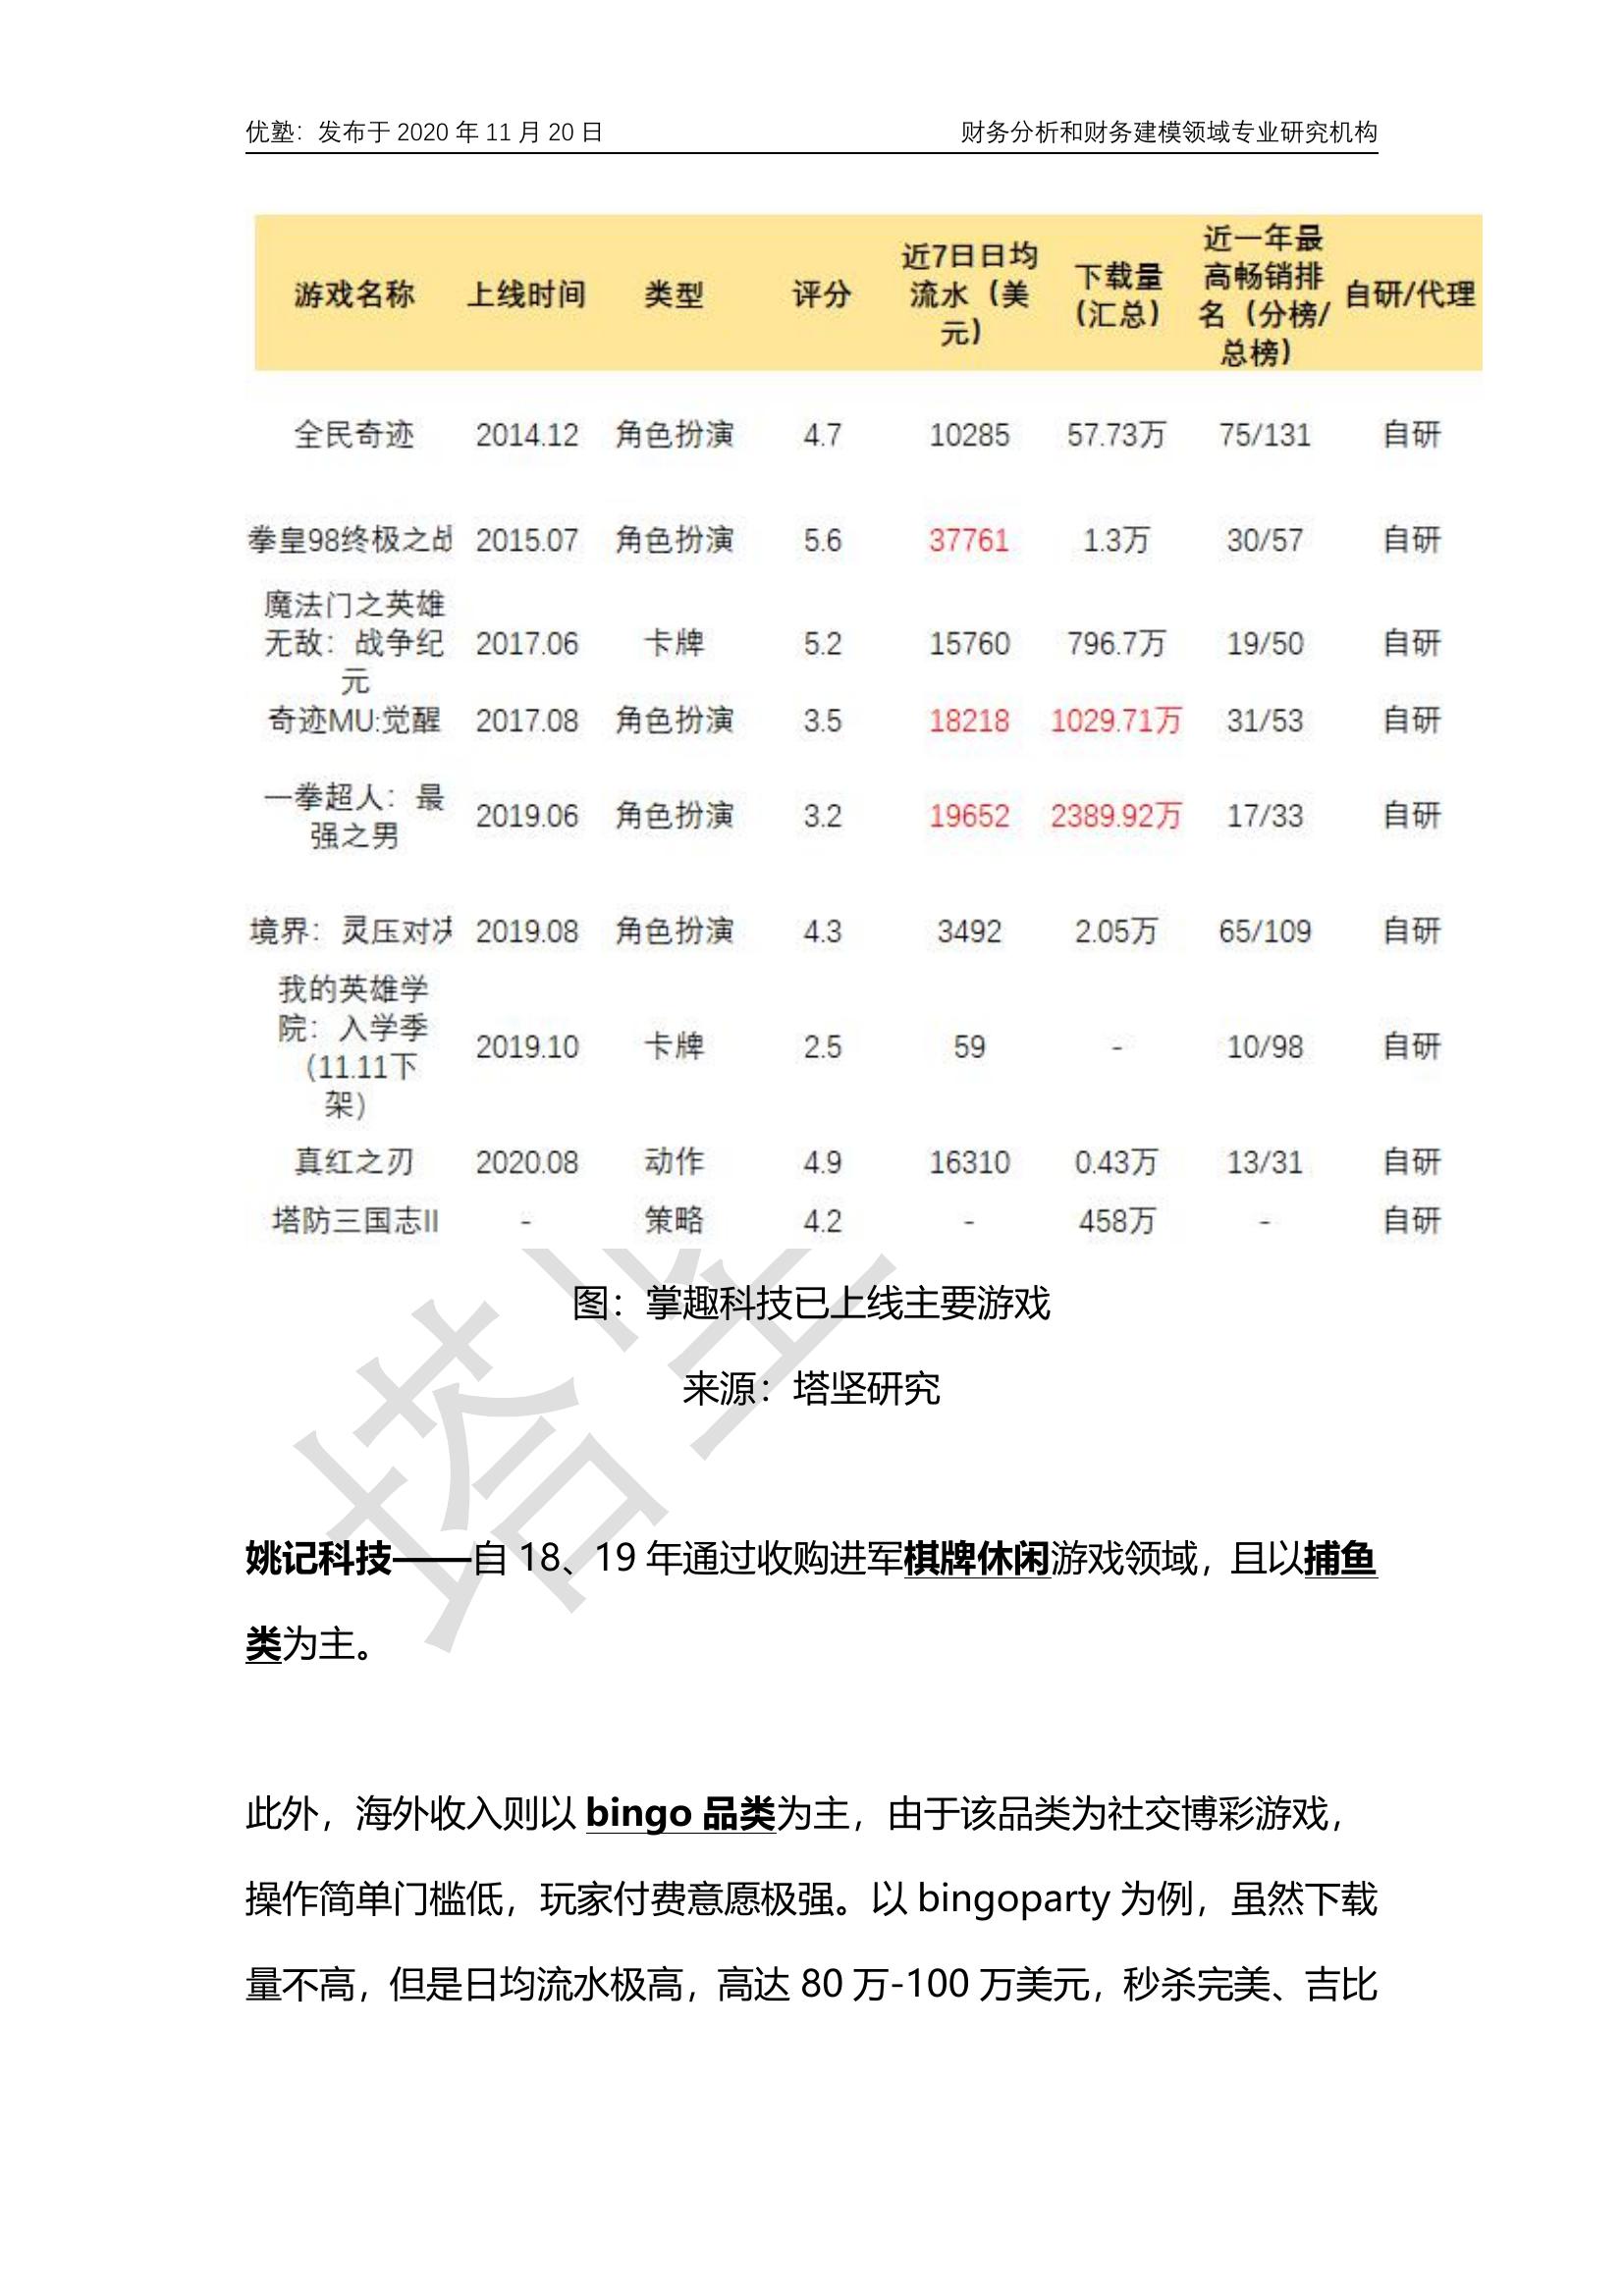 优塾：发布于 2020 年 11 月 20 日 财务分析和财务建模领域专业研究机构
游戏名称 上线时间 类型 评分 近7日日均流水（美元） 下载量（汇总） 近一年最高畅销排名（分榜/总榜） 自研/代理
全民奇迹 2014.12 角色扮演 4.7 10285 57.73万 75/131 自研
拳皇98终极之战 2015.07 角色扮演 5.6 37761 1.3万 30/57 自研
魔法门之英雄无敌：战争纪元 2017.06 卡牌 5.2 15760 796.7万 19/50 自研
奇迹MU:觉醒 2017.08 角色扮演 3.5 18218 1029.71万 31/53 自研
一拳超人：最强之男 2019.06 角色扮演 3.2 19652 2389.92万 17/33 自研
境界：灵压对决 2019.08 角色扮演 4.3 3492 2.05万 65/109 自研
我的英雄学院：入学季（11.11下架） 2019.10 卡牌 2.5 59 - 10/98 自研
真红之刃 2020.08 动作 4.9 16310 0.43万 13/31 自研
塔防三国志II - 策略 4.2 - 458万 - 自研
图：掌趣科技已上线主要游戏
来源：塔坚研究
姚记科技——自 18、19 年通过收购进军棋牌休闲游戏领域，且以捕鱼
类为主。
此外，海外收入则以 bingo 品类为主，由于该品类为社交博彩游戏，
操作简单门槛低，玩家付费意愿极强。以 bingoparty 为例，虽然下载
量不高，但是日均流水极高，高达 80 万-100 万美元，秒杀完美、吉比
塔坚